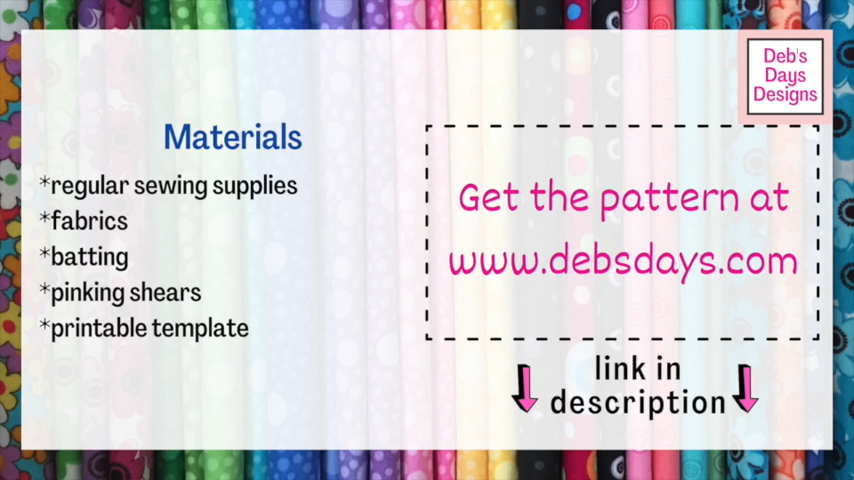 Deb's
Days
Designs
Materials
*regular sewing supplies
*fabrics
*batting
*pinking shears
*printable template
Get the pattern at
www.debsdays.com
link in
description